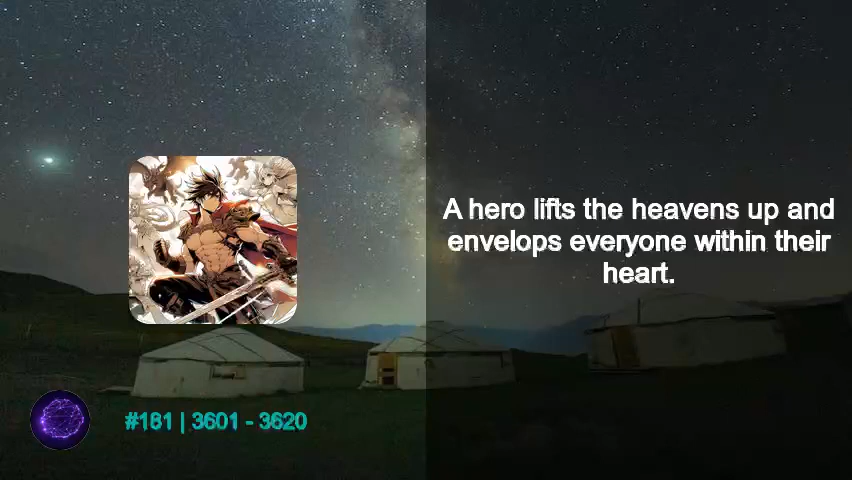 A hero lifts the heavens up and
envelops everyone within their
heart.
#181 | 3601 - 3620